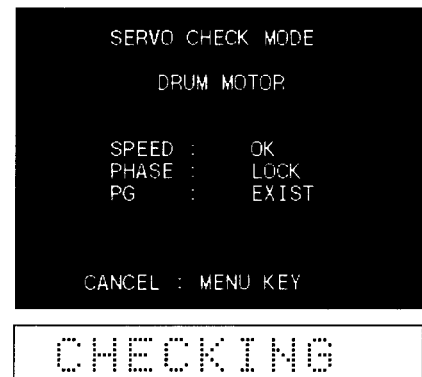 SERVO CHECK MODE
DRUM MOTOR
SPEED : OK
PHASE : LOCK
PG : EXIST
CANCEL : MENU KEY
CHECKING